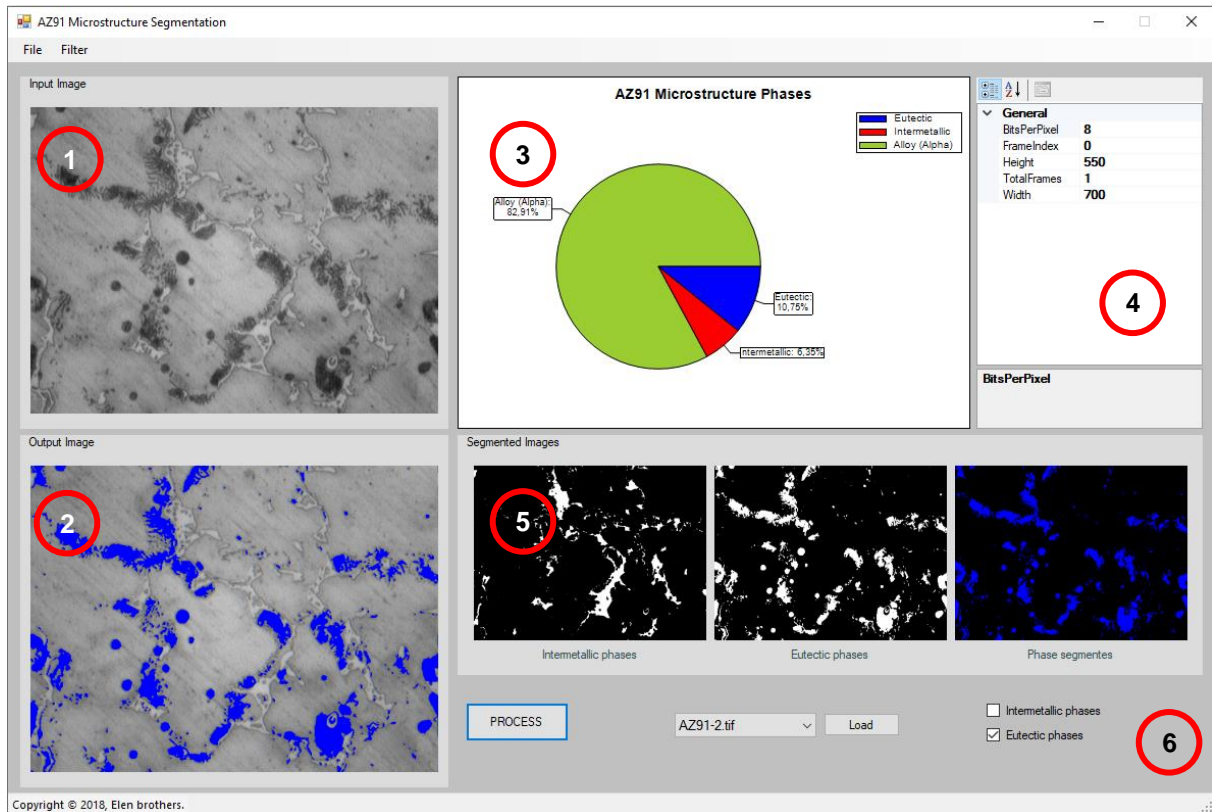 AZ91 Microstructure Segmentation
File Filter
Input Image
1
AZ91 Microstructure Phases
Eutectic
Intermetallic
Alloy (Alpha)
3
Alloy (Alpha):
82,91%
Eutectic:
10,75%
ntermetallic: 6,35%
General
BitsPerPixel 8
FrameIndex 0
Height 550
TotalFrames 1
Width 700
4
BitsPerPixel
Output Image
2
Segmented Images
5
Intermetallic phases
Eutectic phases
Phase segmentes
PROCESS
AZ91-2.tif
Load
Intermetallic phases
Eutectic phases
6
Copyright © 2018, Elen brothers.